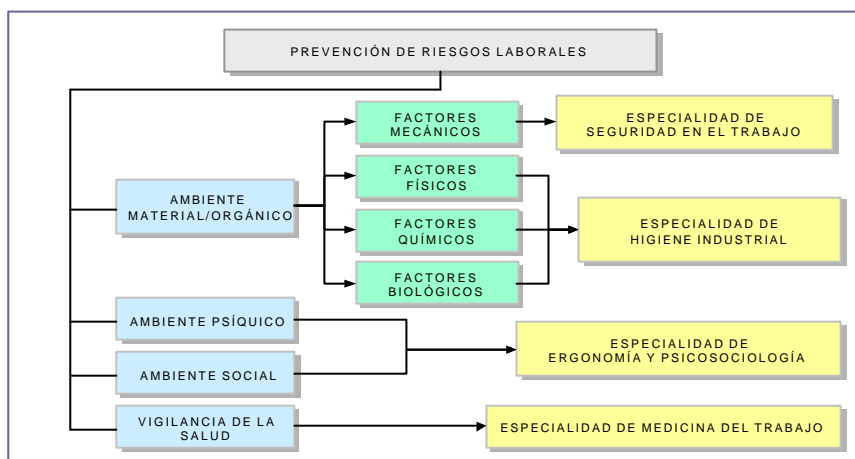 PREVENCIÓN DE RIESGOS LABORALES
FACTORES
MECÁNICOS
ESPECIALIDAD DE
SEGURIDAD EN EL TRABAJO
AMBIENTE
MATERIAL/ORGÁNICO
FACTORES
FÍSICOS
FACTORES
QUÍMICOS
FACTORES
BIOLÓGICOS
ESPECIALIDAD DE
HIGIENE INDUSTRIAL
AMBIENTE PSÍQUICO
AMBIENTE SOCIAL
ESPECIALIDAD DE
ERGONOMÍA Y PSICOSOCIOLOGÍA
VIGILANCIA DE LA
SALUD
ESPECIALIDAD DE MEDICINA DEL TRABAJO